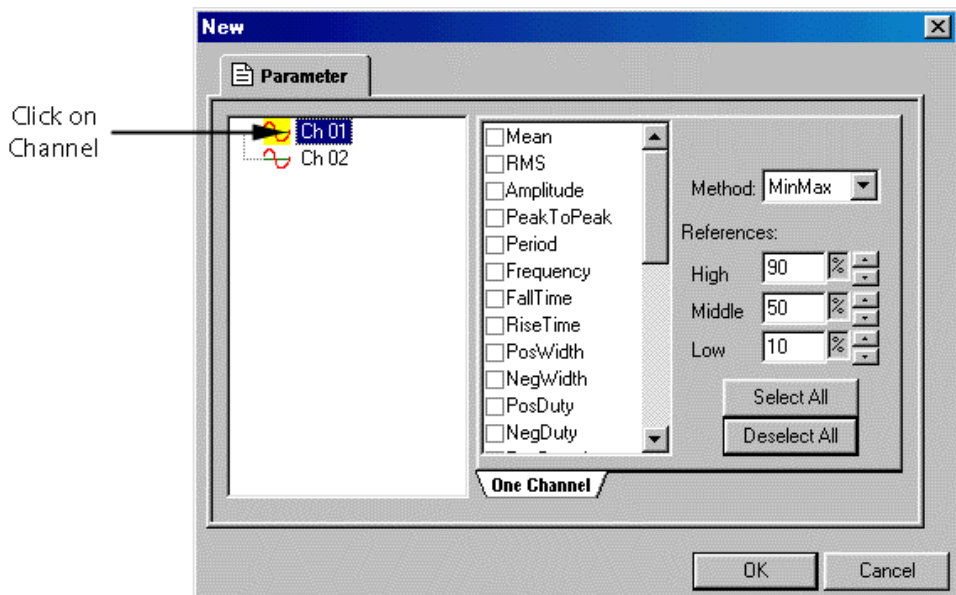 New
Parameter
Click on
Channel
Ch 01
Ch 02
Mean
RMS
Amplitude
PeakToPeak
Period
Frequency
FallTime
RiseTime
PosWidth
NegWidth
PosDuty
NegDuty
One Channel
Method: MinMax
References:
High 90 %
Middle 50 %
Low 10 %
Select All
Deselect All
OK Cancel